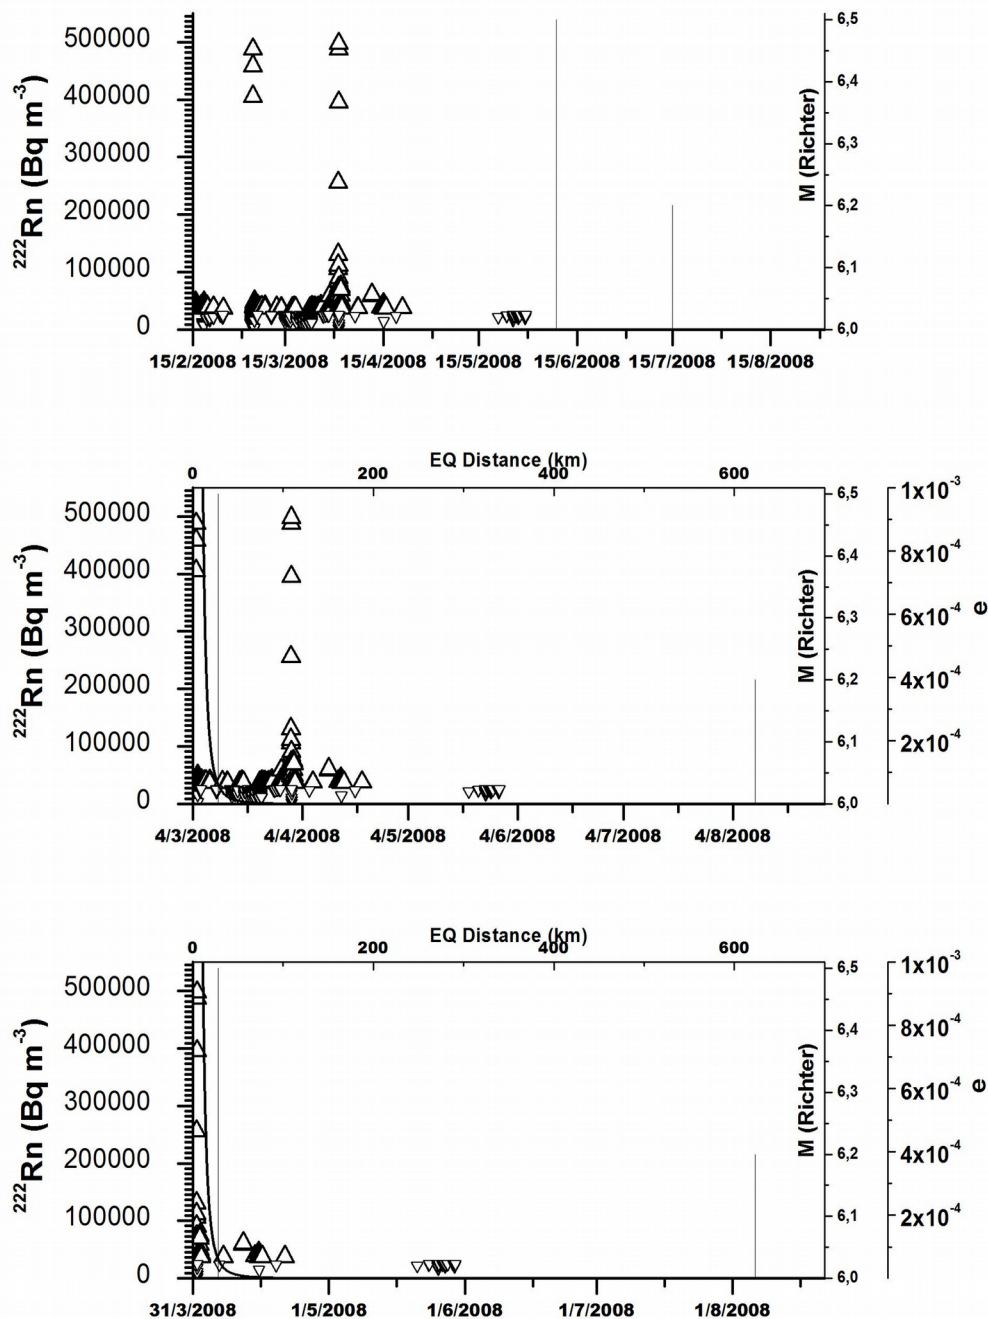 500000
400000
300000
200000
100000
0
²²²Rn (Bq m⁻³)
6,5
6,4
6,3
6,2
6,1
6,0
M (Richter)
15/2/2008 15/3/2008 15/4/2008 15/5/2008 15/6/2008 15/7/2008 15/8/2008
EQ Distance (km)
0 200 400 600
500000
400000
300000
200000
100000
0
²²²Rn (Bq m⁻³)
6,5
6,4
6,3
6,2
6,1
6,0
M (Richter)
1x10⁻³
8x10⁻⁴
6x10⁻⁴
4x10⁻⁴
2x10⁻⁴
e
4/3/2008 4/4/2008 4/5/2008 4/6/2008 4/7/2008 4/8/2008
EQ Distance (km)
0 200 400 600
500000
400000
300000
200000
100000
0
²²²Rn (Bq m⁻³)
6,5
6,4
6,3
6,2
6,1
6,0
M (Richter)
1x10⁻³
8x10⁻⁴
6x10⁻⁴
4x10⁻⁴
2x10⁻⁴
e
31/3/2008 1/5/2008 1/6/2008 1/7/2008 1/8/2008